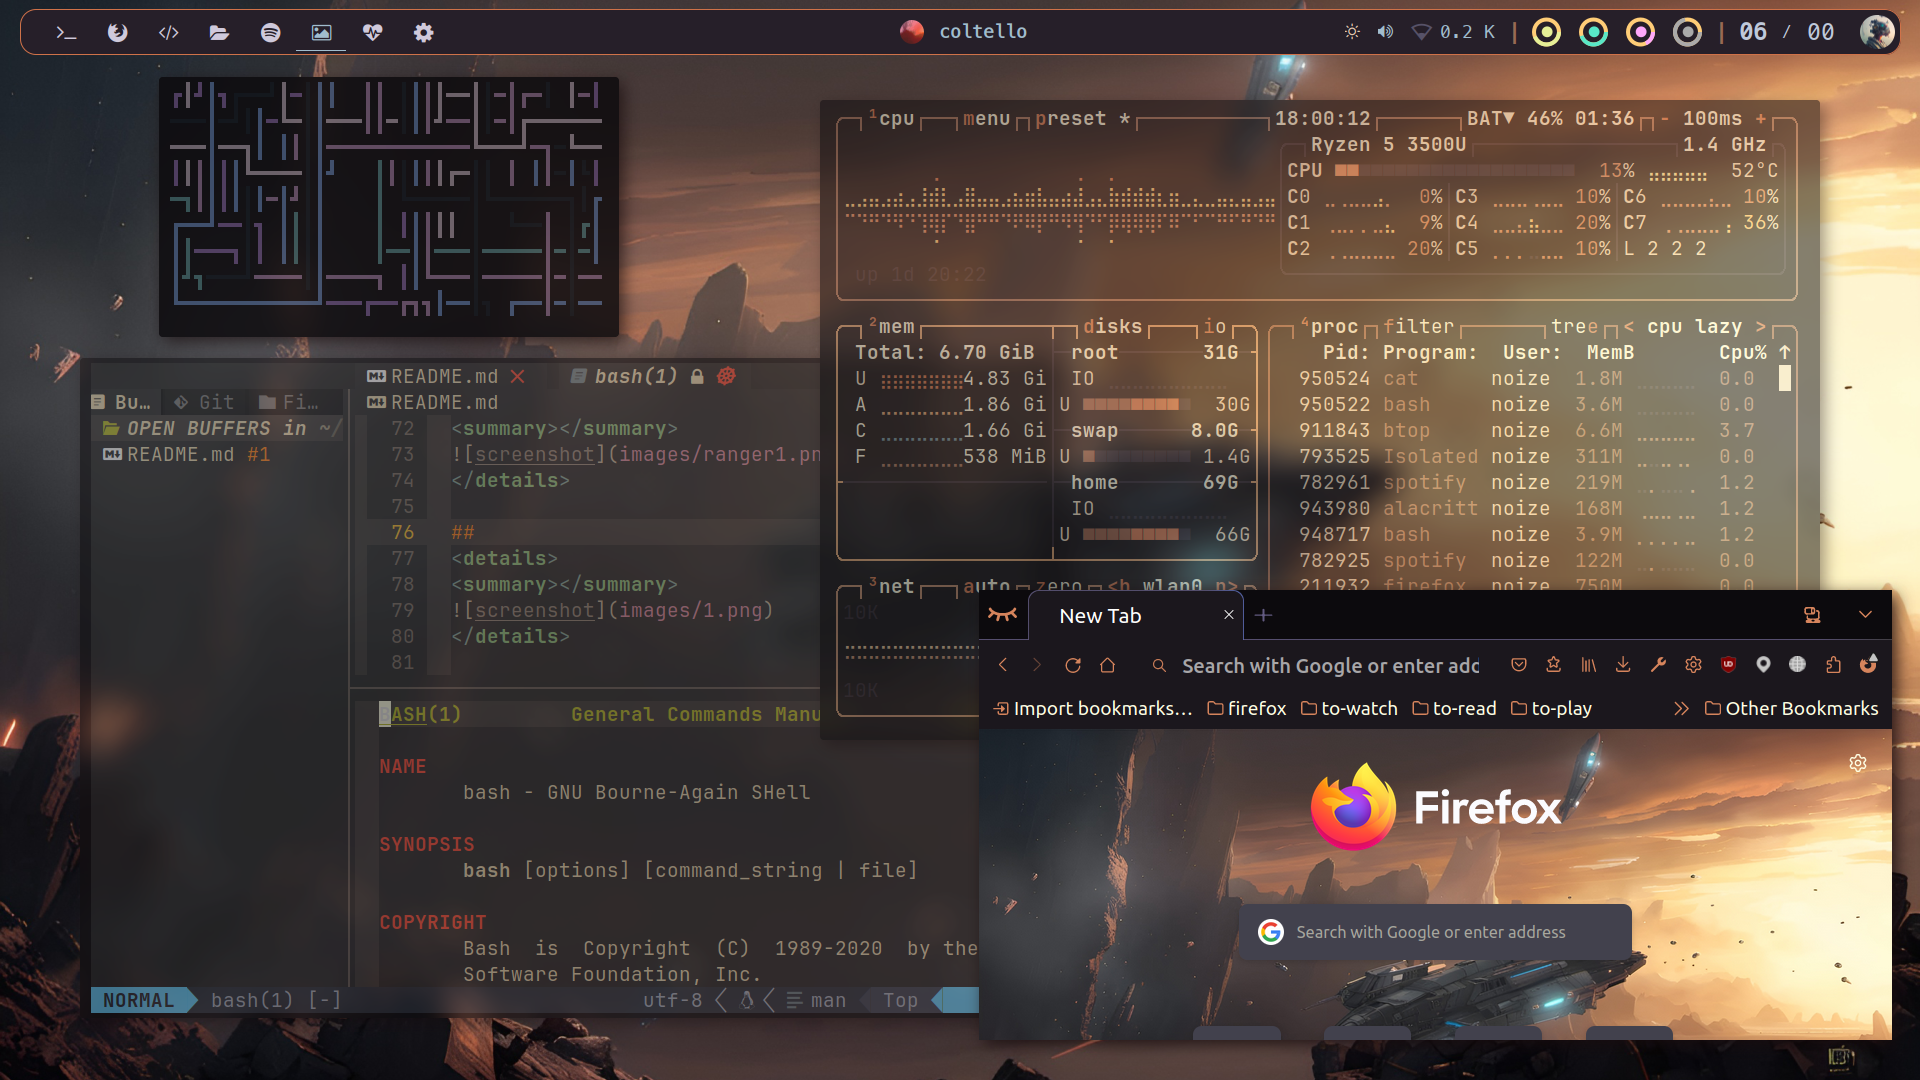 coltello
0.2 K
06 / 00
1cpu menu preset * 18:00:12 BAT▼ 46% 01:36 - 100ms +
Ryzen 5 3500U 1.4 GHz
CPU 13% 52°C
C0 0% C3 10% C6 10%
C1 9% C4 20% C7 36%
C2 20% C5 10% L 2 2 2
up 1d 20:22
2mem disks io
Total: 6.70 GiB root 31G
U 4.83 Gi IO
A 1.86 Gi U 30G
C 1.66 Gi swap 8.0G
F 538 MiB U 1.4G
home 69G
IO
U 66G
4proc filter tree < cpu lazy >
Pid: Program: User: MemB Cpu% ↑
950524 cat noize 1.8M 0.0
950522 bash noize 3.6M 0.0
911843 btop noize 6.6M 3.7
793525 Isolated noize 311M 0.0
782961 spotify noize 219M 1.2
943980 alacritt noize 168M 1.2
948717 bash noize 3.9M 1.2
782925 spotify noize 122M 0.0
211932 firefox noize 750M 0.0
3net auto zero <b wlan0 n>
10K
10K
README.md bash(1)
README.md
Bu… Git Fi…
OPEN BUFFERS in ~/
README.md #1
72 <summary></summary>
73 ![screenshot](images/ranger1.pn
74 </details>
75
76 ##
77 <details>
78 <summary></summary>
79 ![screenshot](images/1.png)
80 </details>
81
BASH(1) General Commands Manu
NAME
bash - GNU Bourne-Again SHell
SYNOPSIS
bash [options] [command_string | file]
COPYRIGHT
Bash is Copyright (C) 1989-2020 by the
Software Foundation, Inc.
NORMAL bash(1) [-] utf-8 man Top
New Tab
Search with Google or enter add
Import bookmarks… firefox to-watch to-read to-play Other Bookmarks
Firefox
Search with Google or enter address